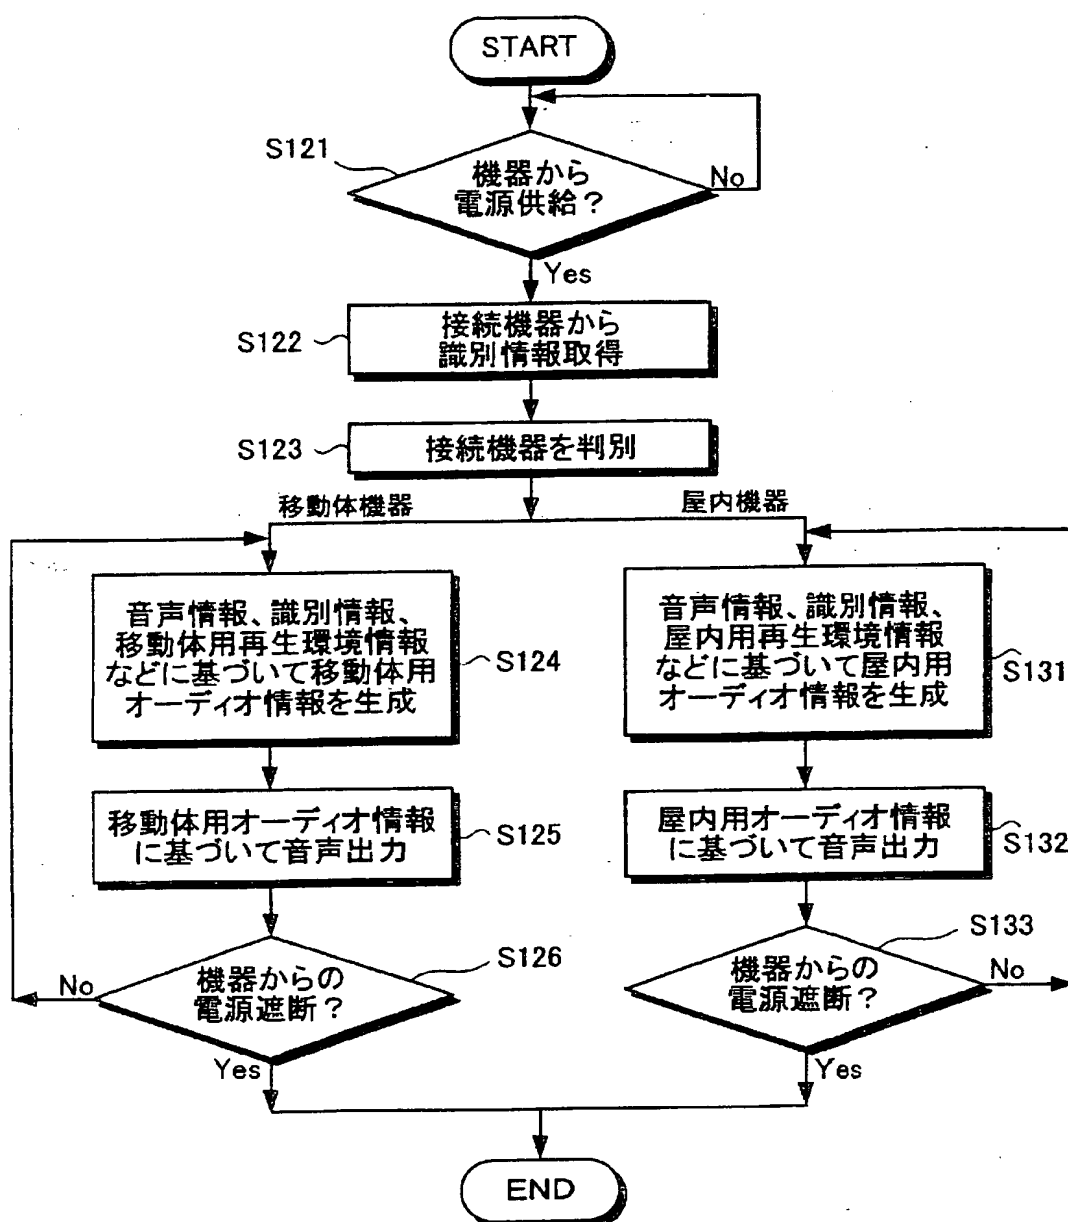 START
S121
機器から
電源供給?
No
Yes
S122
接続機器から
識別情報取得
S123
接続機器を判別
移動体機器
屋内機器
音声情報、識別情報、
移動体用再生環境情報
などに基づいて移動体用
オーディオ情報を生成
S124
音声情報、識別情報、
屋内用再生環境情報
などに基づいて屋内用
オーディオ情報を生成
S131
移動体用オーディオ情報
に基づいて音声出力
S125
屋内用オーディオ情報
に基づいて音声出力
S132
機器からの
電源遮断?
S126
No
Yes
機器からの
電源遮断?
S133
No
Yes
END